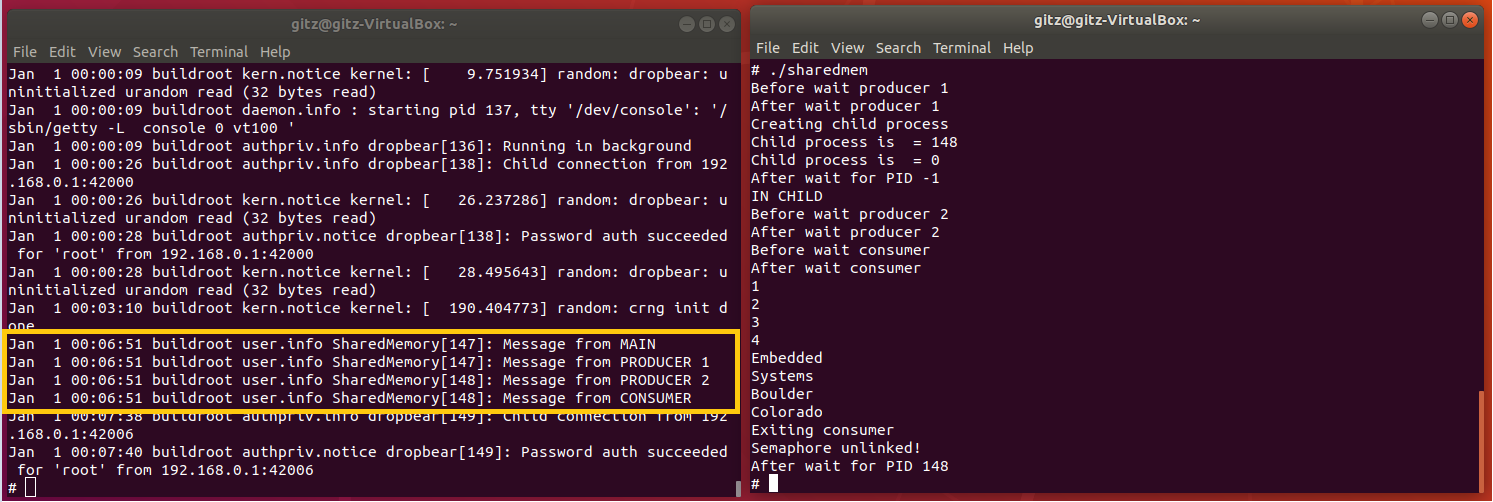 gitz@gitz-VirtualBox: ~
File Edit View Search Terminal Help
Jan  1 00:00:09 buildroot kern.notice kernel: [    9.751934] random: dropbear: u
ninitialized urandom read (32 bytes read)
Jan  1 00:00:09 buildroot daemon.info : starting pid 137, tty '/dev/console': '/
sbin/getty -L  console 0 vt100 '
Jan  1 00:00:09 buildroot authpriv.info dropbear[136]: Running in background
Jan  1 00:00:26 buildroot authpriv.info dropbear[138]: Child connection from 192
.168.0.1:42000
Jan  1 00:00:26 buildroot kern.notice kernel: [   26.237286] random: dropbear: u
ninitialized urandom read (32 bytes read)
Jan  1 00:00:28 buildroot authpriv.notice dropbear[138]: Password auth succeeded
 for 'root' from 192.168.0.1:42000
Jan  1 00:00:28 buildroot kern.notice kernel: [   28.495643] random: dropbear: u
ninitialized urandom read (32 bytes read)
Jan  1 00:03:10 buildroot kern.notice kernel: [  190.404773] random: crng init d
one
Jan  1 00:06:51 buildroot user.info SharedMemory[147]: Message from MAIN
Jan  1 00:06:51 buildroot user.info SharedMemory[147]: Message from PRODUCER 1
Jan  1 00:06:51 buildroot user.info SharedMemory[148]: Message from PRODUCER 2
Jan  1 00:06:51 buildroot user.info SharedMemory[148]: Message from CONSUMER
Jan  1 00:07:38 buildroot authpriv.info dropbear[149]: Child connection from 192
.168.0.1:42006
Jan  1 00:07:40 buildroot authpriv.notice dropbear[149]: Password auth succeeded
 for 'root' from 192.168.0.1:42006
#
gitz@gitz-VirtualBox: ~
File Edit View Search Terminal Help
# ./sharedmem
Before wait producer 1
After wait producer 1
Creating child process
Child process is  = 148
Child process is  = 0
After wait for PID -1
IN CHILD
Before wait producer 2
After wait producer 2
Before wait consumer
After wait consumer
1
2
3
4
Embedded
Systems
Boulder
Colorado
Exiting consumer
Semaphore unlinked!
After wait for PID 148
#